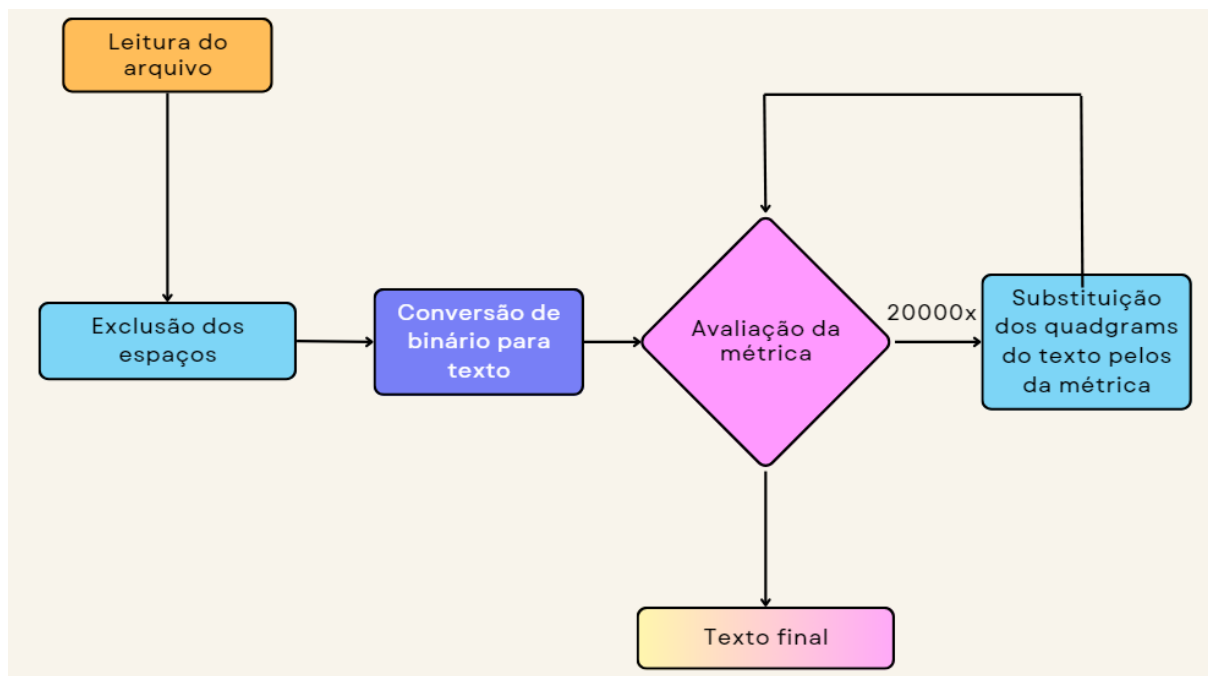 Leitura do
arquivo
Exclusão dos
espaços
Conversão de
binário para
texto
Avaliação da
métrica
20000x
Substituição
dos quadgrams
do texto pelos
da métrica
Texto final